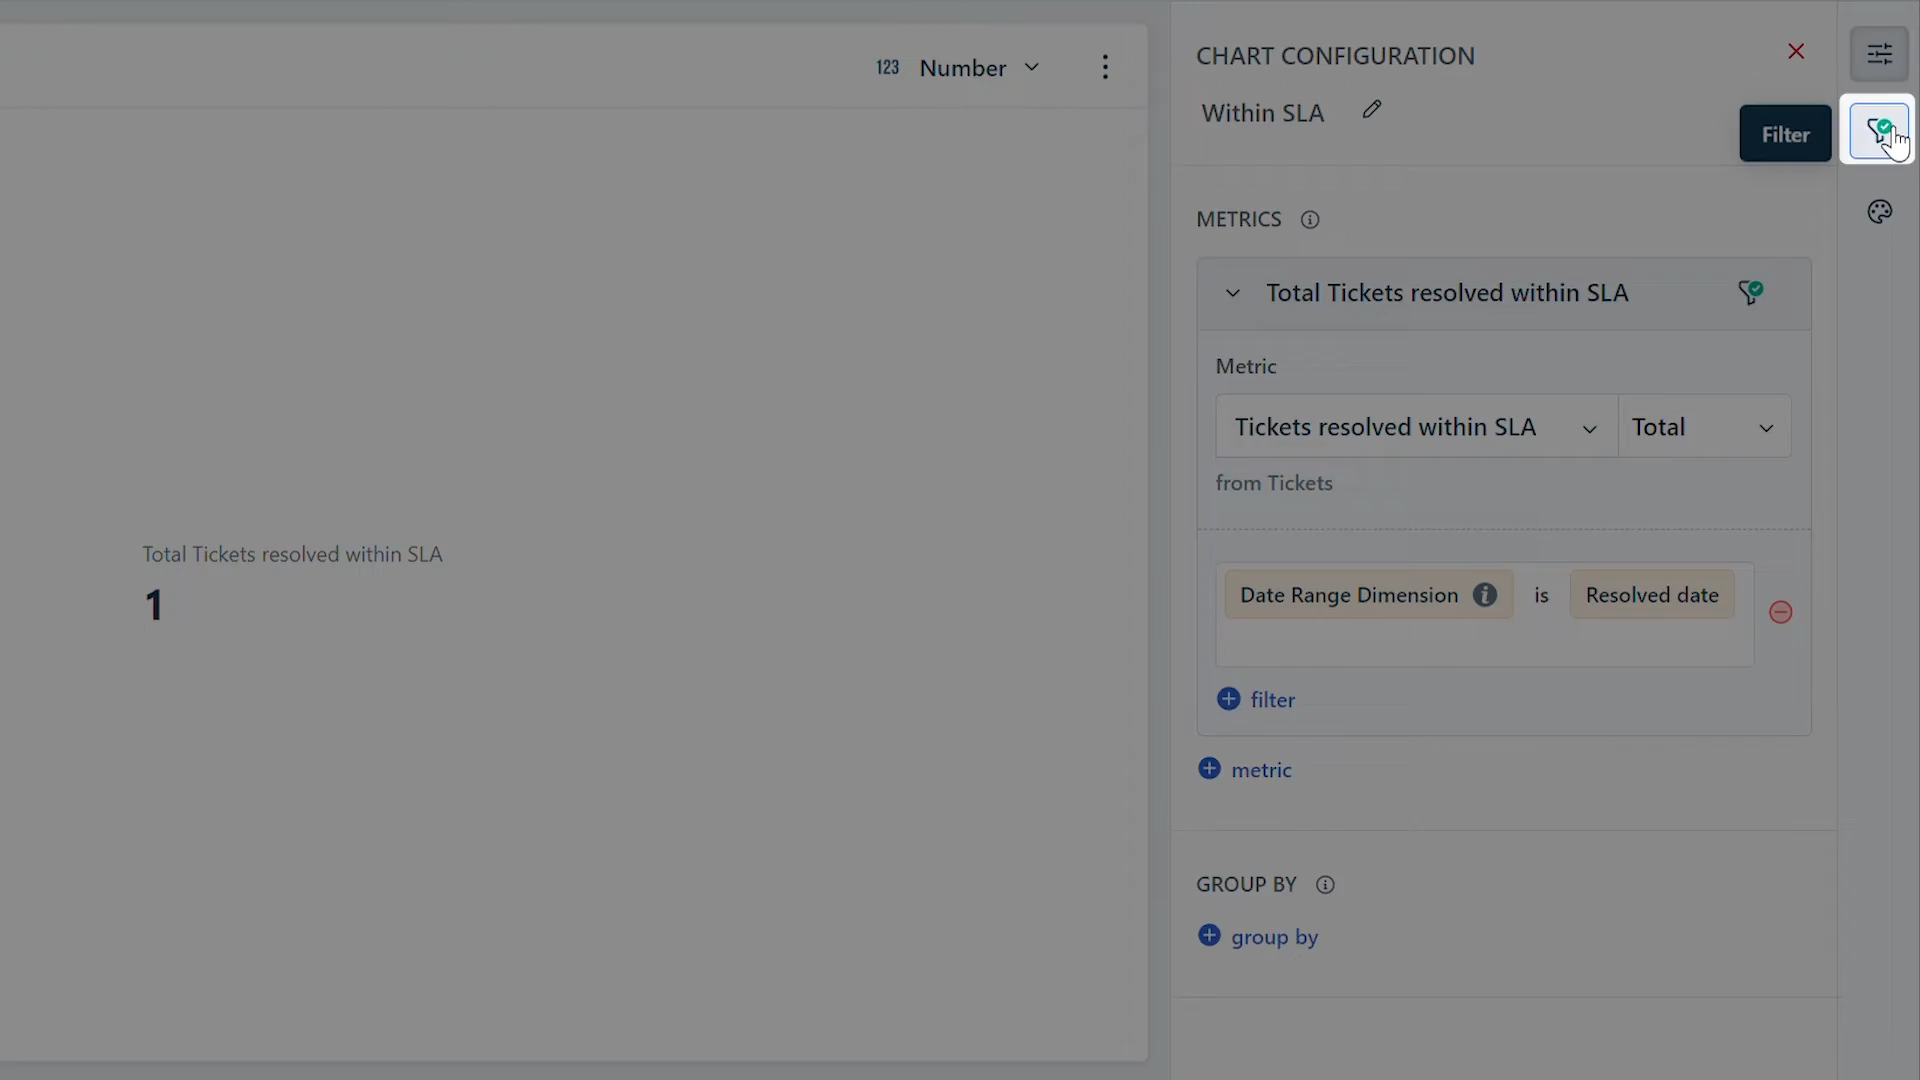 123 Number
CHART CONFIGURATION
Within SLA
Filter
METRICS
Total Tickets resolved within SLA
Metric
Tickets resolved within SLA Total
from Tickets
Date Range Dimension is Resolved date
filter
metric
GROUP BY
group by
Total Tickets resolved within SLA
1